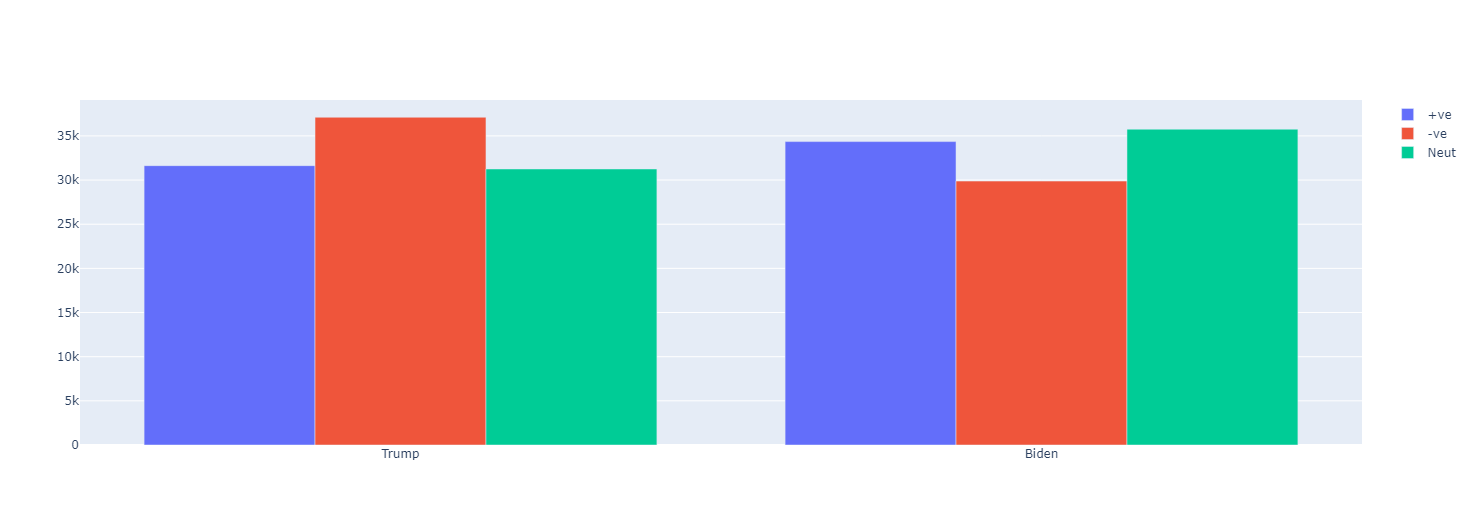 35k
30k
25k
20k
15k
10k
5k
0
Trump
Biden
+ve
-ve
Neut